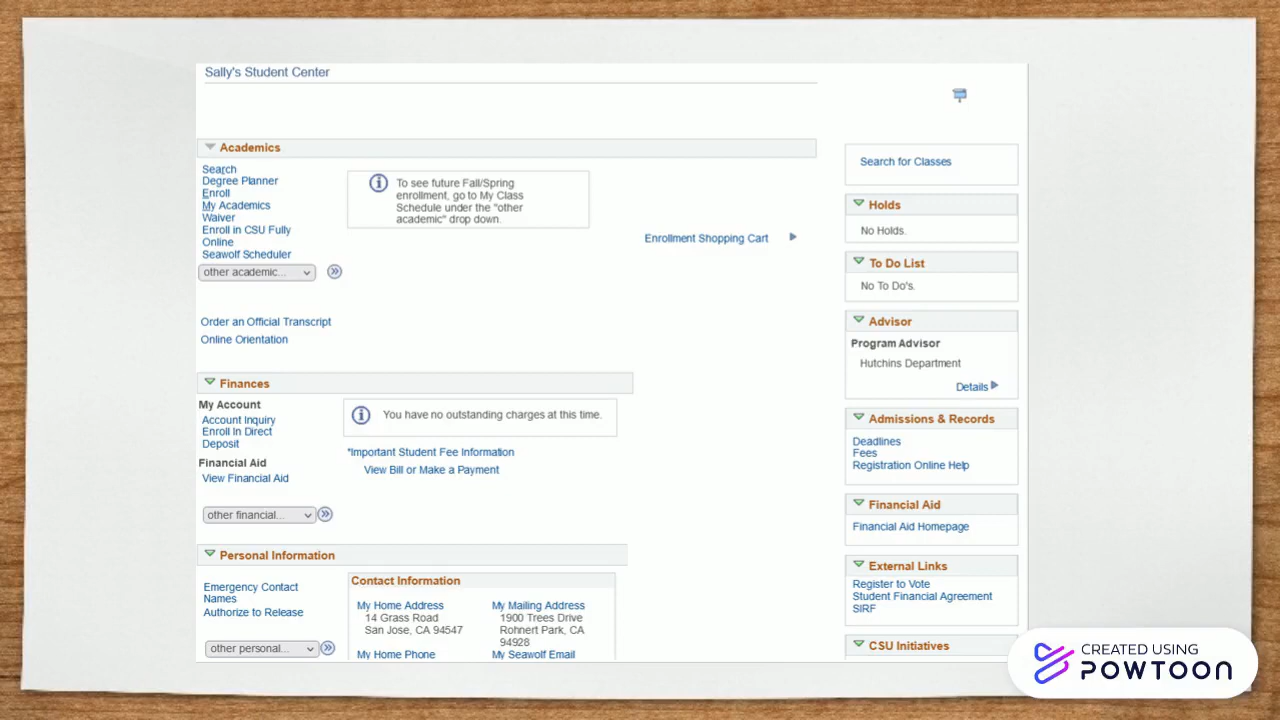 Sally's Student Center
Academics
Search
Degree Planner
Enroll
My Academics
Waiver
Enroll in CSU Fully
Online
Seawolf Scheduler
other academic...
To see future Fall/Spring
enrollment, go to My Class
Schedule under the "other
academic" drop down.
Enrollment Shopping Cart
Order an Official Transcript
Online Orientation
Finances
My Account
Account Inquiry
Enroll In Direct
Deposit
Financial Aid
View Financial Aid
other financial...
You have no outstanding charges at this time.
*Important Student Fee Information
View Bill or Make a Payment
Personal Information
Emergency Contact
Names
Authorize to Release
other personal...
Contact Information
My Home Address
14 Grass Road
San Jose, CA 94547
My Home Phone
My Mailing Address
1900 Trees Drive
Rohnert Park, CA
94928
My Seawolf Email
Search for Classes
Holds
No Holds.
To Do List
No To Do's.
Advisor
Program Advisor
Hutchins Department
Details
Admissions & Records
Deadlines
Fees
Registration Online Help
Financial Aid
Financial Aid Homepage
External Links
Register to Vote
Student Financial Agreement
SIRF
CSU Initiatives
CREATED USING
POWTOON